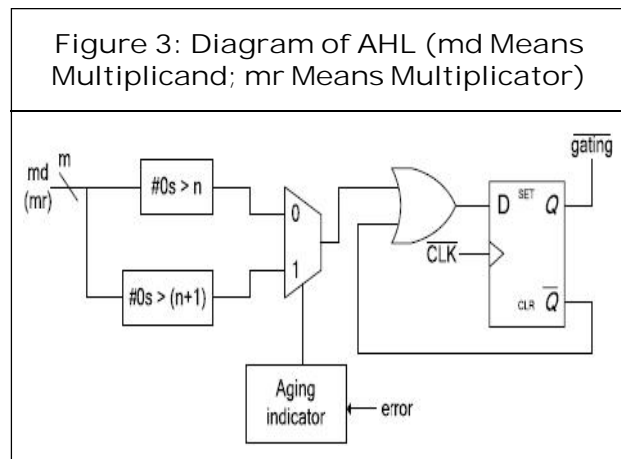 Figure 3: Diagram of AHL (md Means
Multiplicand; mr Means Multiplicator)
gating
m
md
(mr)
#0s > n
0
D SET Q
CLK
1
#0s > (n+1)
CLR Q
Aging
indicator
error